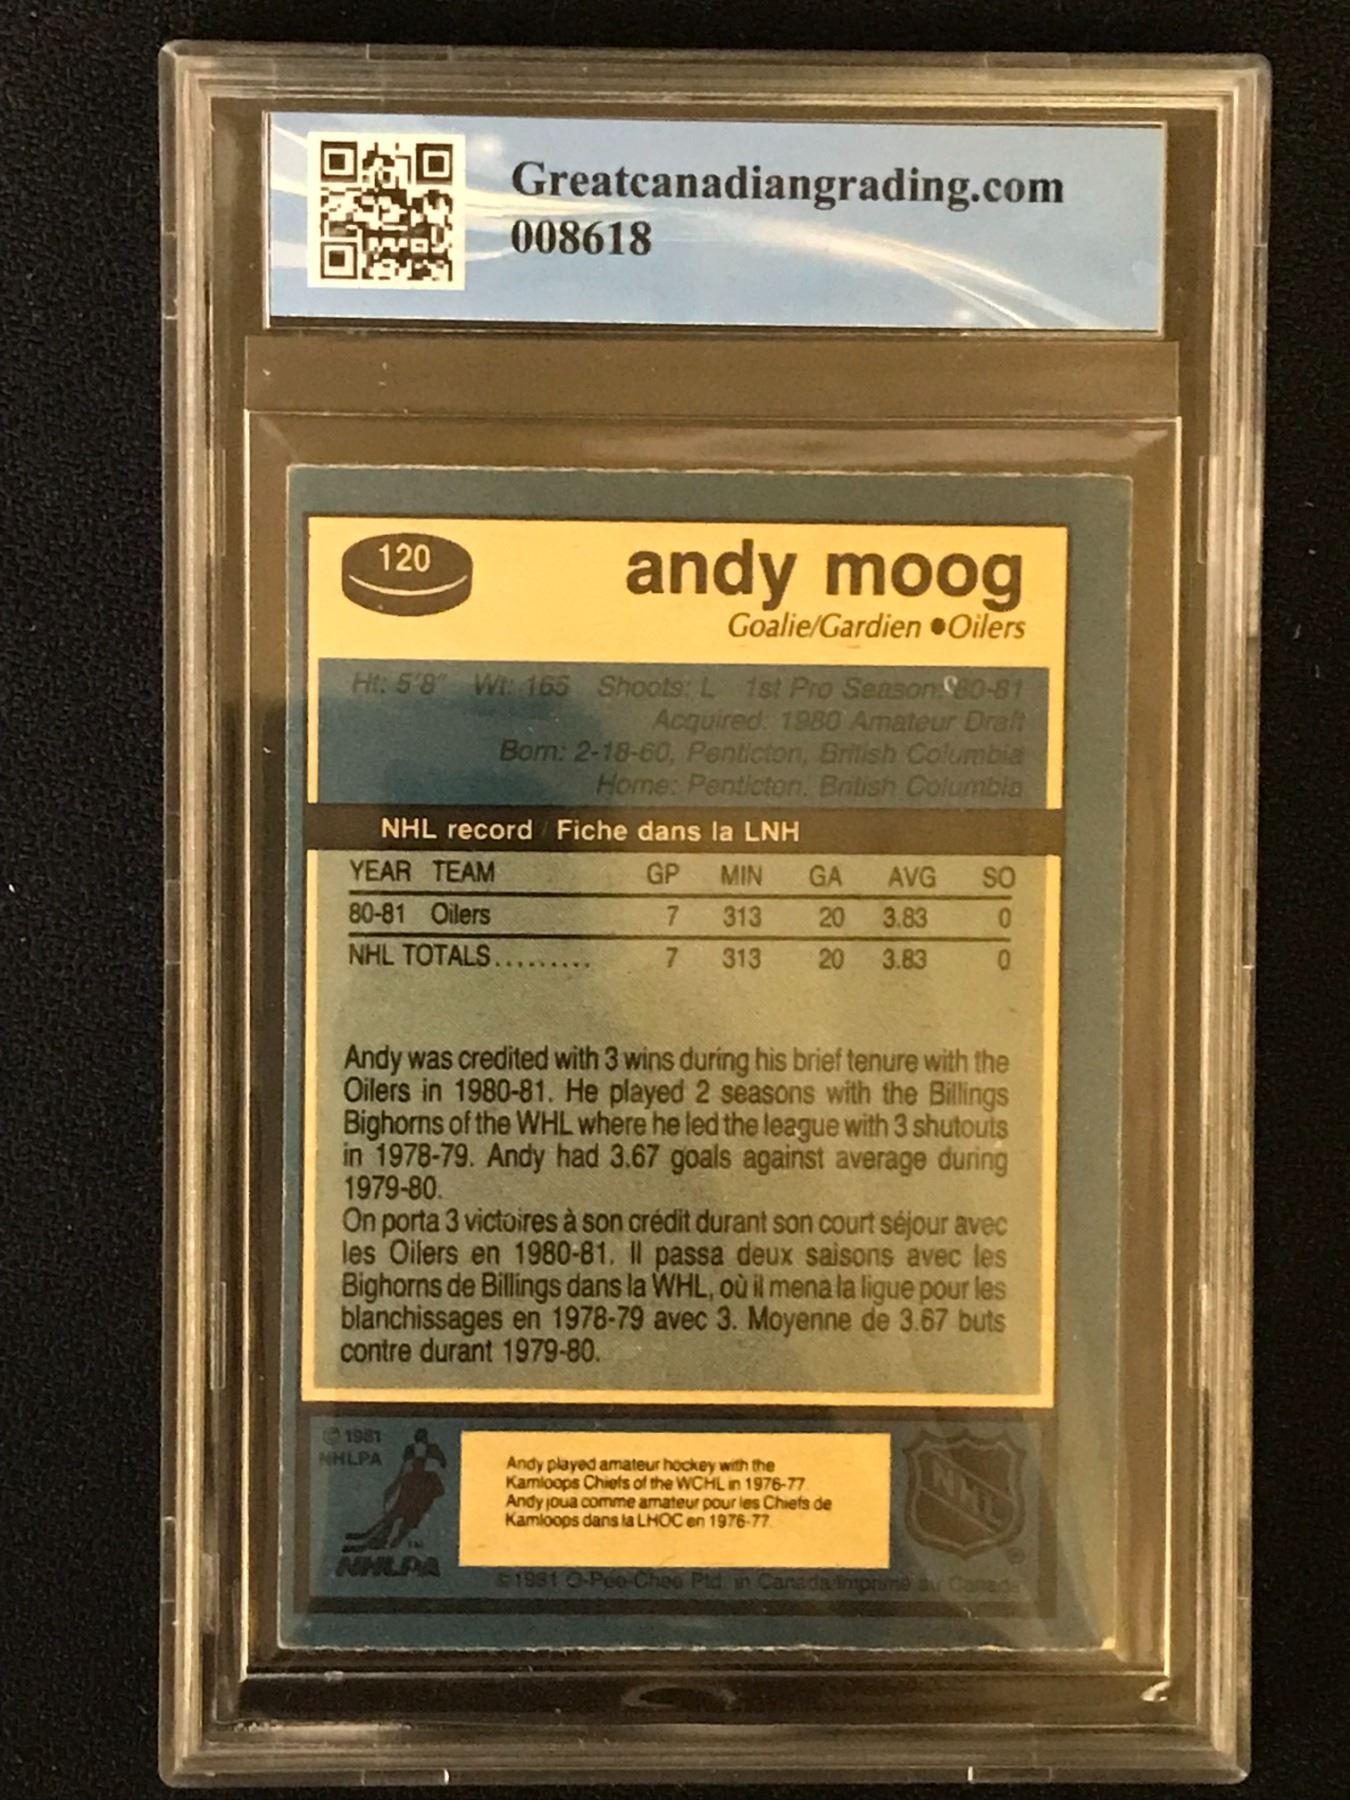 Greatcanadiangrading.com
008618
120
andy moog
Goalie/Gardien ●Oilers
Ht: 5'8" Wt: 165 Shoots: L 1st Pro Season: 80-81
Acquired: 1980 Amateur Draft
Born: 2-18-60, Penticton, British Columbia
Home: Penticton, British Columbia
NHL record / Fiche dans la LNH
YEAR TEAM GP MIN GA AVG SO
80-81 Oilers 7 313 20 3.83 0
NHL TOTALS......... 7 313 20 3.83 0
Andy was credited with 3 wins during his brief tenure with the
Oilers in 1980-81. He played 2 seasons with the Billings
Bighorns of the WHL where he led the league with 3 shutouts
in 1978-79. Andy had 3.67 goals against average during
1979-80.
On porta 3 victoires à son crédit durant son court séjour avec
les Oilers en 1980-81. Il passa deux saisons avec les
Bighorns de Billings dans la WHL, où il mena la ligue pour les
blanchissages en 1978-79 avec 3. Moyenne de 3.67 buts
contre durant 1979-80.
© 1981
NHLPA
NHLPA
TM
Andy played amateur hockey with the
Kamloops Chiefs of the WCHL in 1976-77.
Andy joua comme amateur pour les Chiefs de
Kamloops dans la LHOC en 1976-77.
NHL
®
©1981 O-Pee-Chee Ptd. in Canada/Imprimé au Canada